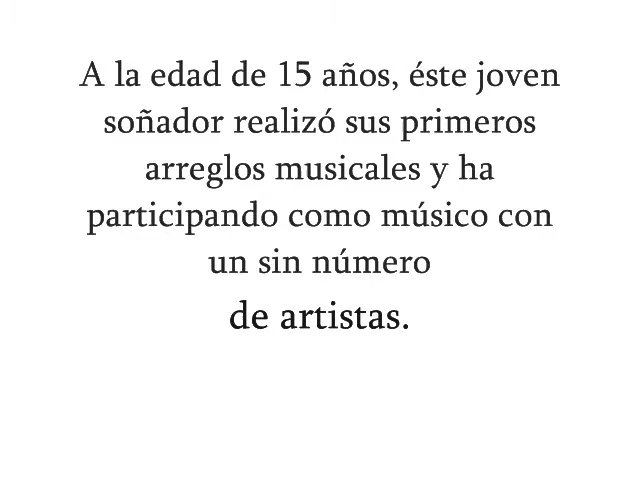 A la edad de 15 años, éste joven
soñador realizó sus primeros
arreglos musicales y ha
participando como músico con
un sin número
de artistas.